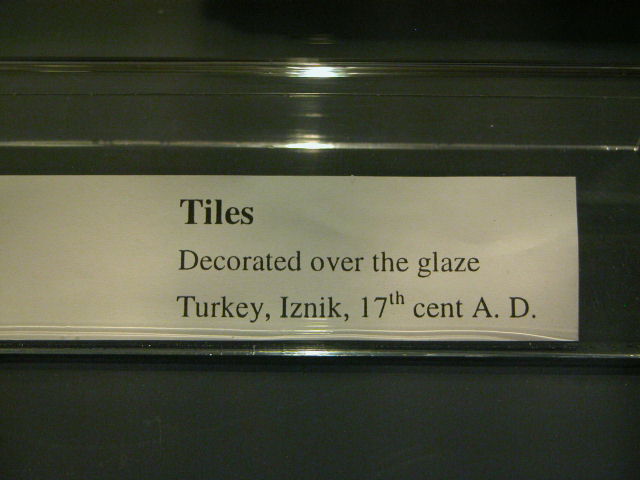 Tiles
Decorated over the glaze
Turkey, Iznik, 17th cent A. D.